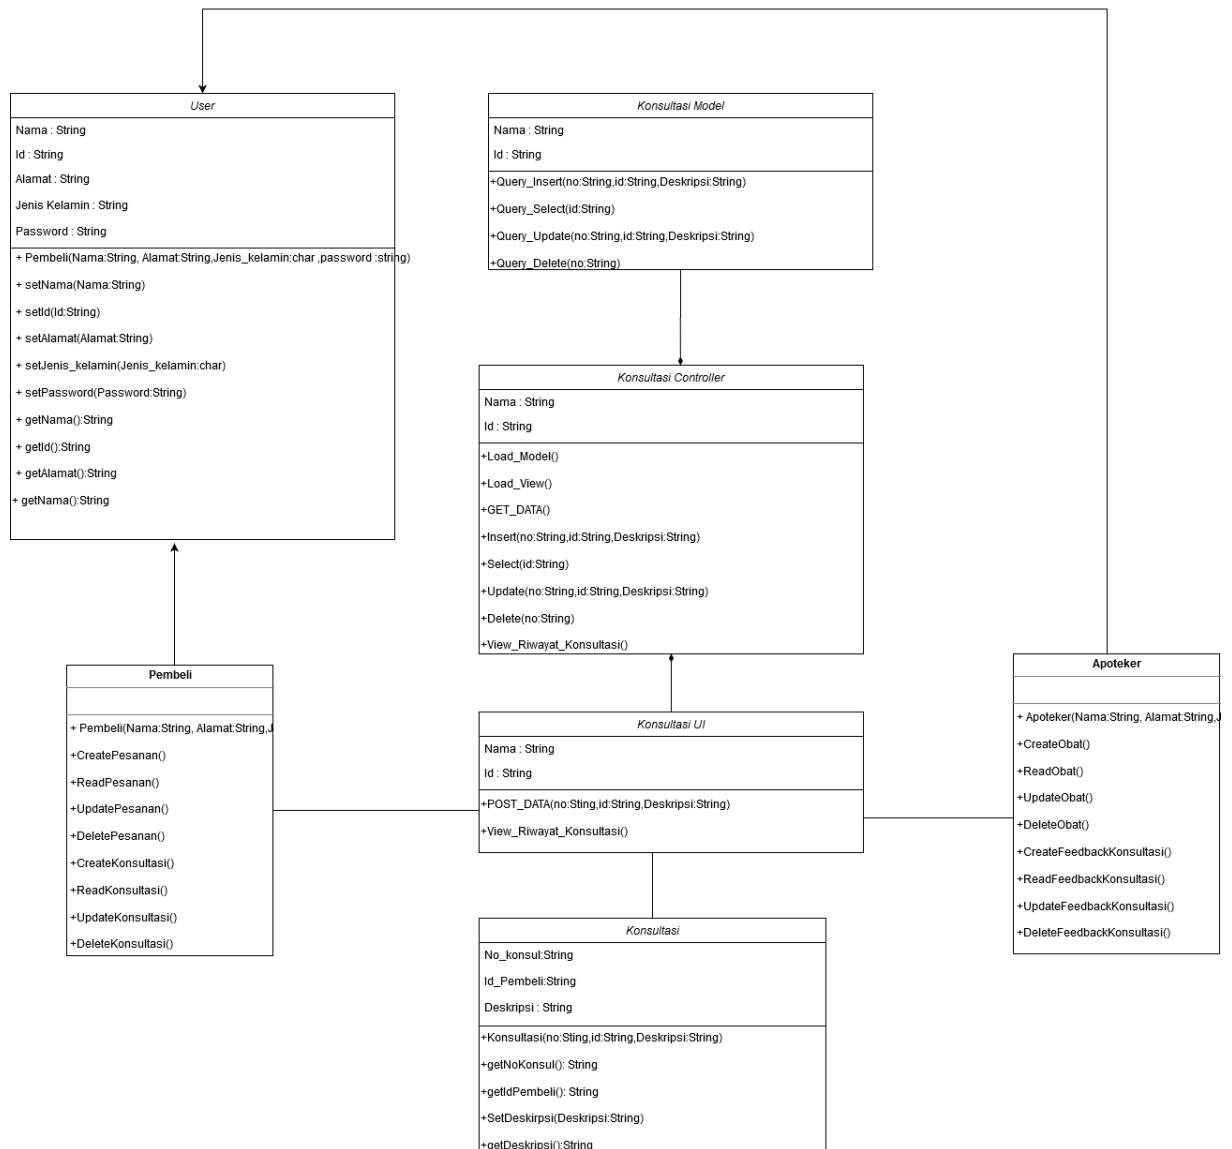 User
Nama : String
Id : String
Alamat : String
Jenis Kelamin : String
Password : String
+ Pembeli(Nama:String, Alamat:String,Jenis_kelamin:char ,password :string)
+ setNama(Nama:String)
+ setId(Id:String)
+ setAlamat(Alamat:String)
+ setJenis_kelamin(Jenis_kelamin:char)
+ setPassword(Password:String)
+ getNama():String
+ getId():String
+ getAlamat():String
+ getNama():String
Konsultasi Model
Nama : String
Id : String
+Query_Insert(no:String,id:String,Deskripsi:String)
+Query_Select(id:String)
+Query_Update(no:String,id:String,Deskripsi:String)
+Query_Delete(no:String)
Konsultasi Controller
Nama : String
Id : String
+Load_Model()
+Load_View()
+GET_DATA()
+Insert(no:String,id:String,Deskripsi:String)
+Select(id:String)
+Update(no:String,id:String,Deskripsi:String)
+Delete(no:String)
+View_Riwayat_Konsultasi()
Pembeli
+ Pembeli(Nama:String, Alamat:String,J
+CreatePesanan()
+ReadPesanan()
+UpdatePesanan()
+DeletePesanan()
+CreateKonsultasi()
+ReadKonsultasi()
+UpdateKonsultasi()
+DeleteKonsultasi()
Konsultasi UI
Nama : String
Id : String
+POST_DATA(no:Sting,id:String,Deskripsi:String)
+View_Riwayat_Konsultasi()
Apoteker
+ Apoteker(Nama:String, Alamat:String,J
+CreateObat()
+ReadObat()
+UpdateObat()
+DeleteObat()
+CreateFeedbackKonsultasi()
+ReadFeedbackKonsultasi()
+UpdateFeedbackKonsultasi()
+DeleteFeedbackKonsultasi()
Konsultasi
No_konsul:String
Id_Pembeli:String
Deskripsi : String
+Konsultasi(no:Sting,id:String,Deskripsi:String)
+getNoKonsul(): String
+getIdPembeli(): String
+SetDeskirpsi(Deskripsi:String)
+getDeskripsi():String